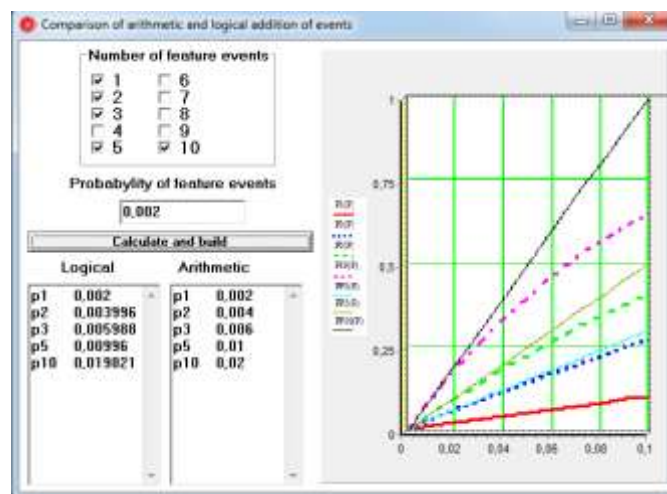 Comparison of arithmetic and logical addition of events
Number of feature events
1 6
2 7
3 8
4 9
5 10
Probabylity of feature events
0,002
Calculate and build
Logical Arithmetic
p1 0,002
p2 0,003996
p3 0,005988
p5 0,00996
p10 0,019821
p1 0,002
p2 0,004
p3 0,006
p5 0,01
p10 0,02
1
0,75
0,5
0,25
0
0 0,02 0,04 0,06 0,08 0,1